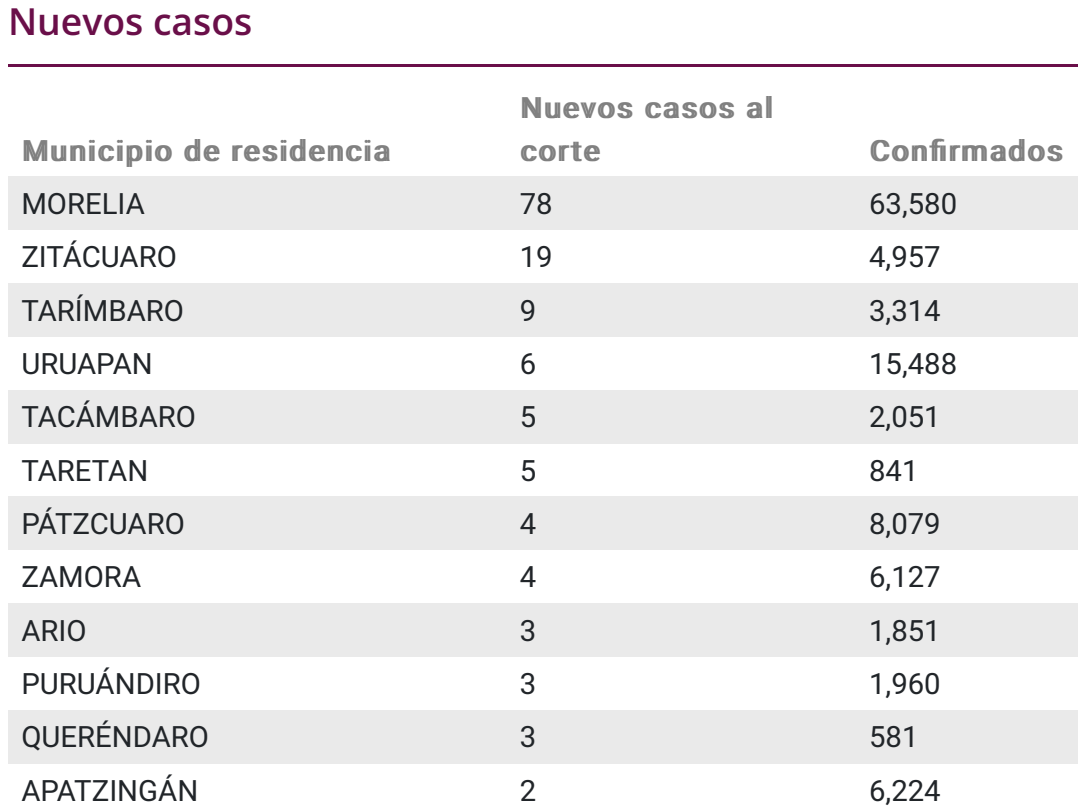 Nuevos casos
Nuevos casos al
Municipio de residencia corte Confirmados
MORELIA 78 63,580
ZITÁCUARO 19 4,957
TARÍMBARO 9 3,314
URUAPAN 6 15,488
TACÁMBARO 5 2,051
TARETAN 5 841
PÁTZCUARO 4 8,079
ZAMORA 4 6,127
ARIO 3 1,851
PURUÁNDIRO 3 1,960
QUERÉNDARO 3 581
APATZINGÁN 2 6,224